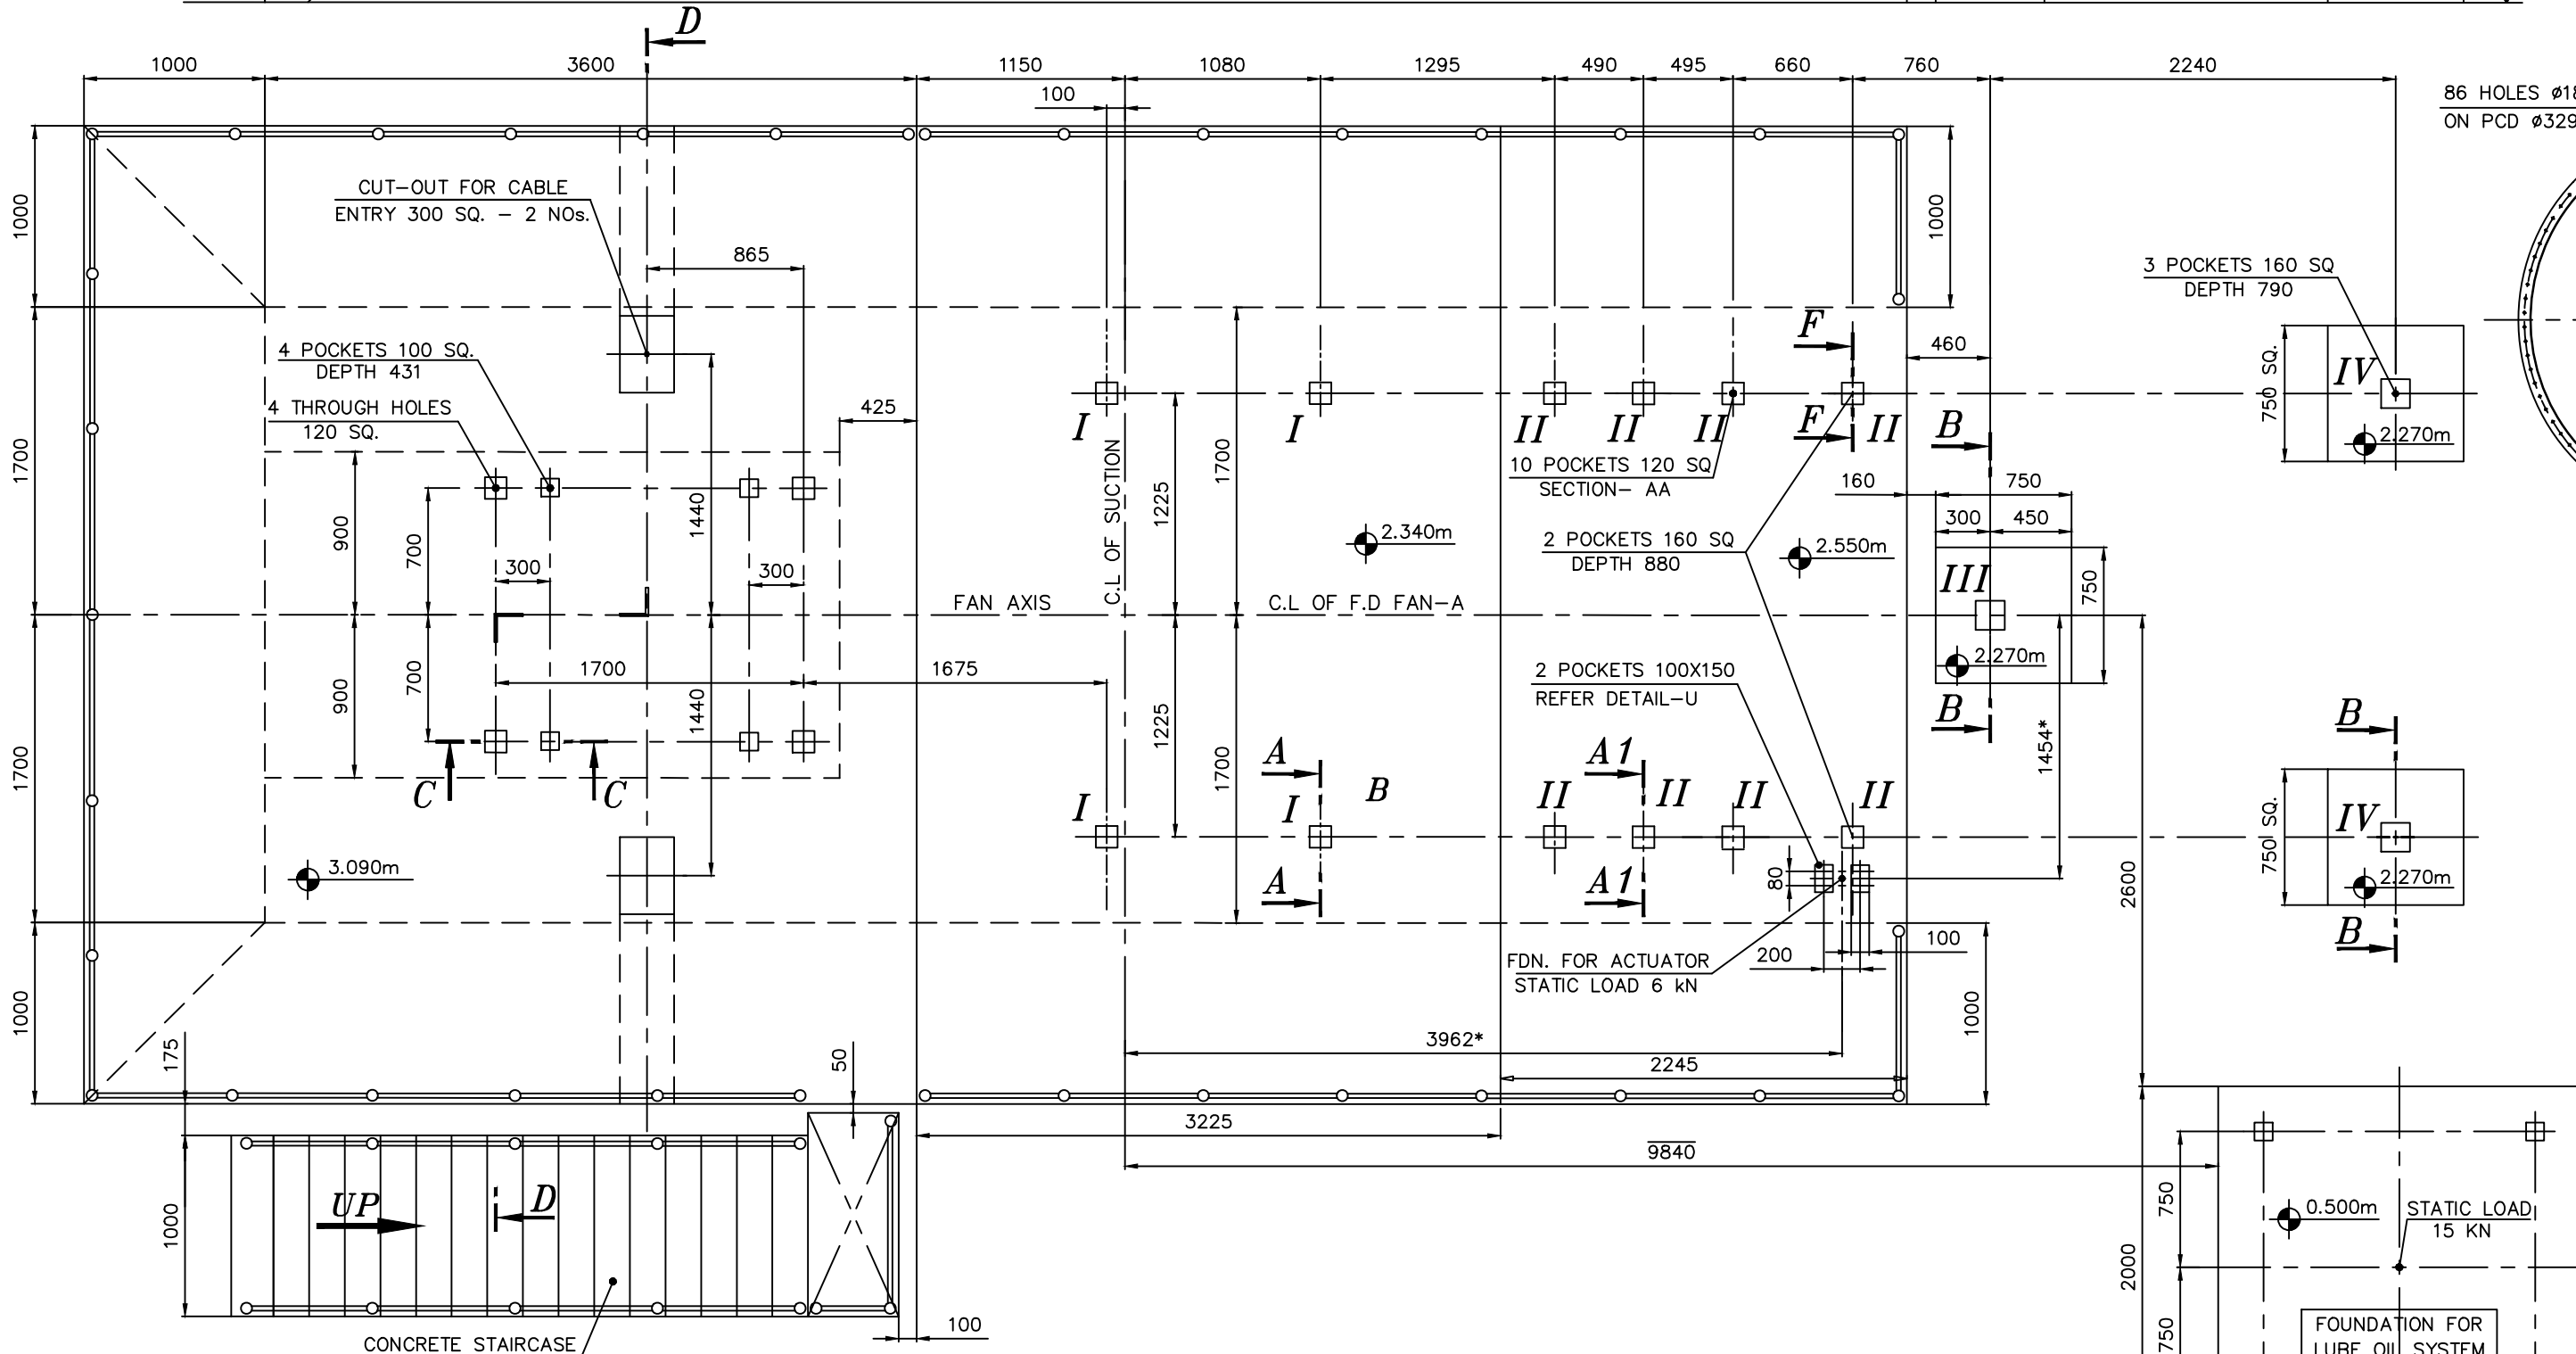 D
1000 3600 1150 1080 1295 490 495 660 760 2240
100
86 HOLES
ON PCD
CUT-OUT FOR CABLE
ENTRY 300 SQ. - 2 NOs.
1000
1000
865
3 POCKETS 160 SQ
DEPTH 790
F
460
4 POCKETS 100 SQ.
DEPTH 431
IV
750 SQ.
4 THROUGH HOLES
120 SQ.
425
I I II II II F II B
2.270m
1700
10 POCKETS 120 SQ
SECTION- AA
C.L OF SUCTION
1700
1225
160 750
900
700
1440
300 450
2.340m
2 POCKETS 160 SQ
DEPTH 880
2.550m
300 300
III
750
FAN AXIS C.L OF F.D FAN-A
2.270m
1700 1675
2 POCKETS 100X150
REFER DETAIL-U
900
700
1440
1225
1700
B
B
1454*
1700
A A1
C C
I I B II II II II
IV
750 SQ.
3.090m
A A1
80
2.270m
2600
B
100
200
FDN. FOR ACTUATOR
STATIC LOAD 6 kN
1000
1000
3962*
175
50
2245
3225
9840
UP
D
1000
750
0.500m
STATIC LOAD
15 KN
2000
100
750
FOUNDATION FOR
LUBE OIL SYSTEM
CONCRETE STAIRCASE